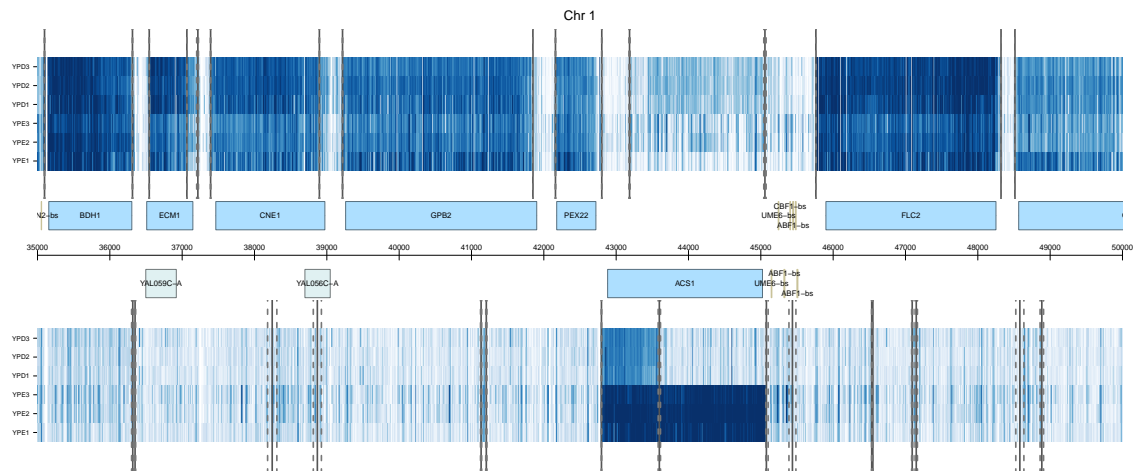 Chr 1
YPD3
YPD2
YPD1
YPE3
YPE2
YPE1
CBF1−bs
N2−bs BDH1 ECM1 CNE1 GPB2 PEX22 UME6−bs FLC2
ABF1−bs
35000 36000 37000 38000 39000 40000 41000 42000 43000 44000 45000 46000 47000 48000 49000 50000
ABF1−bs
YAL059C−A YAL056C−A ACS1 UME6−bs
ABF1−bs
YPD3
YPD2
YPD1
YPE3
YPE2
YPE1